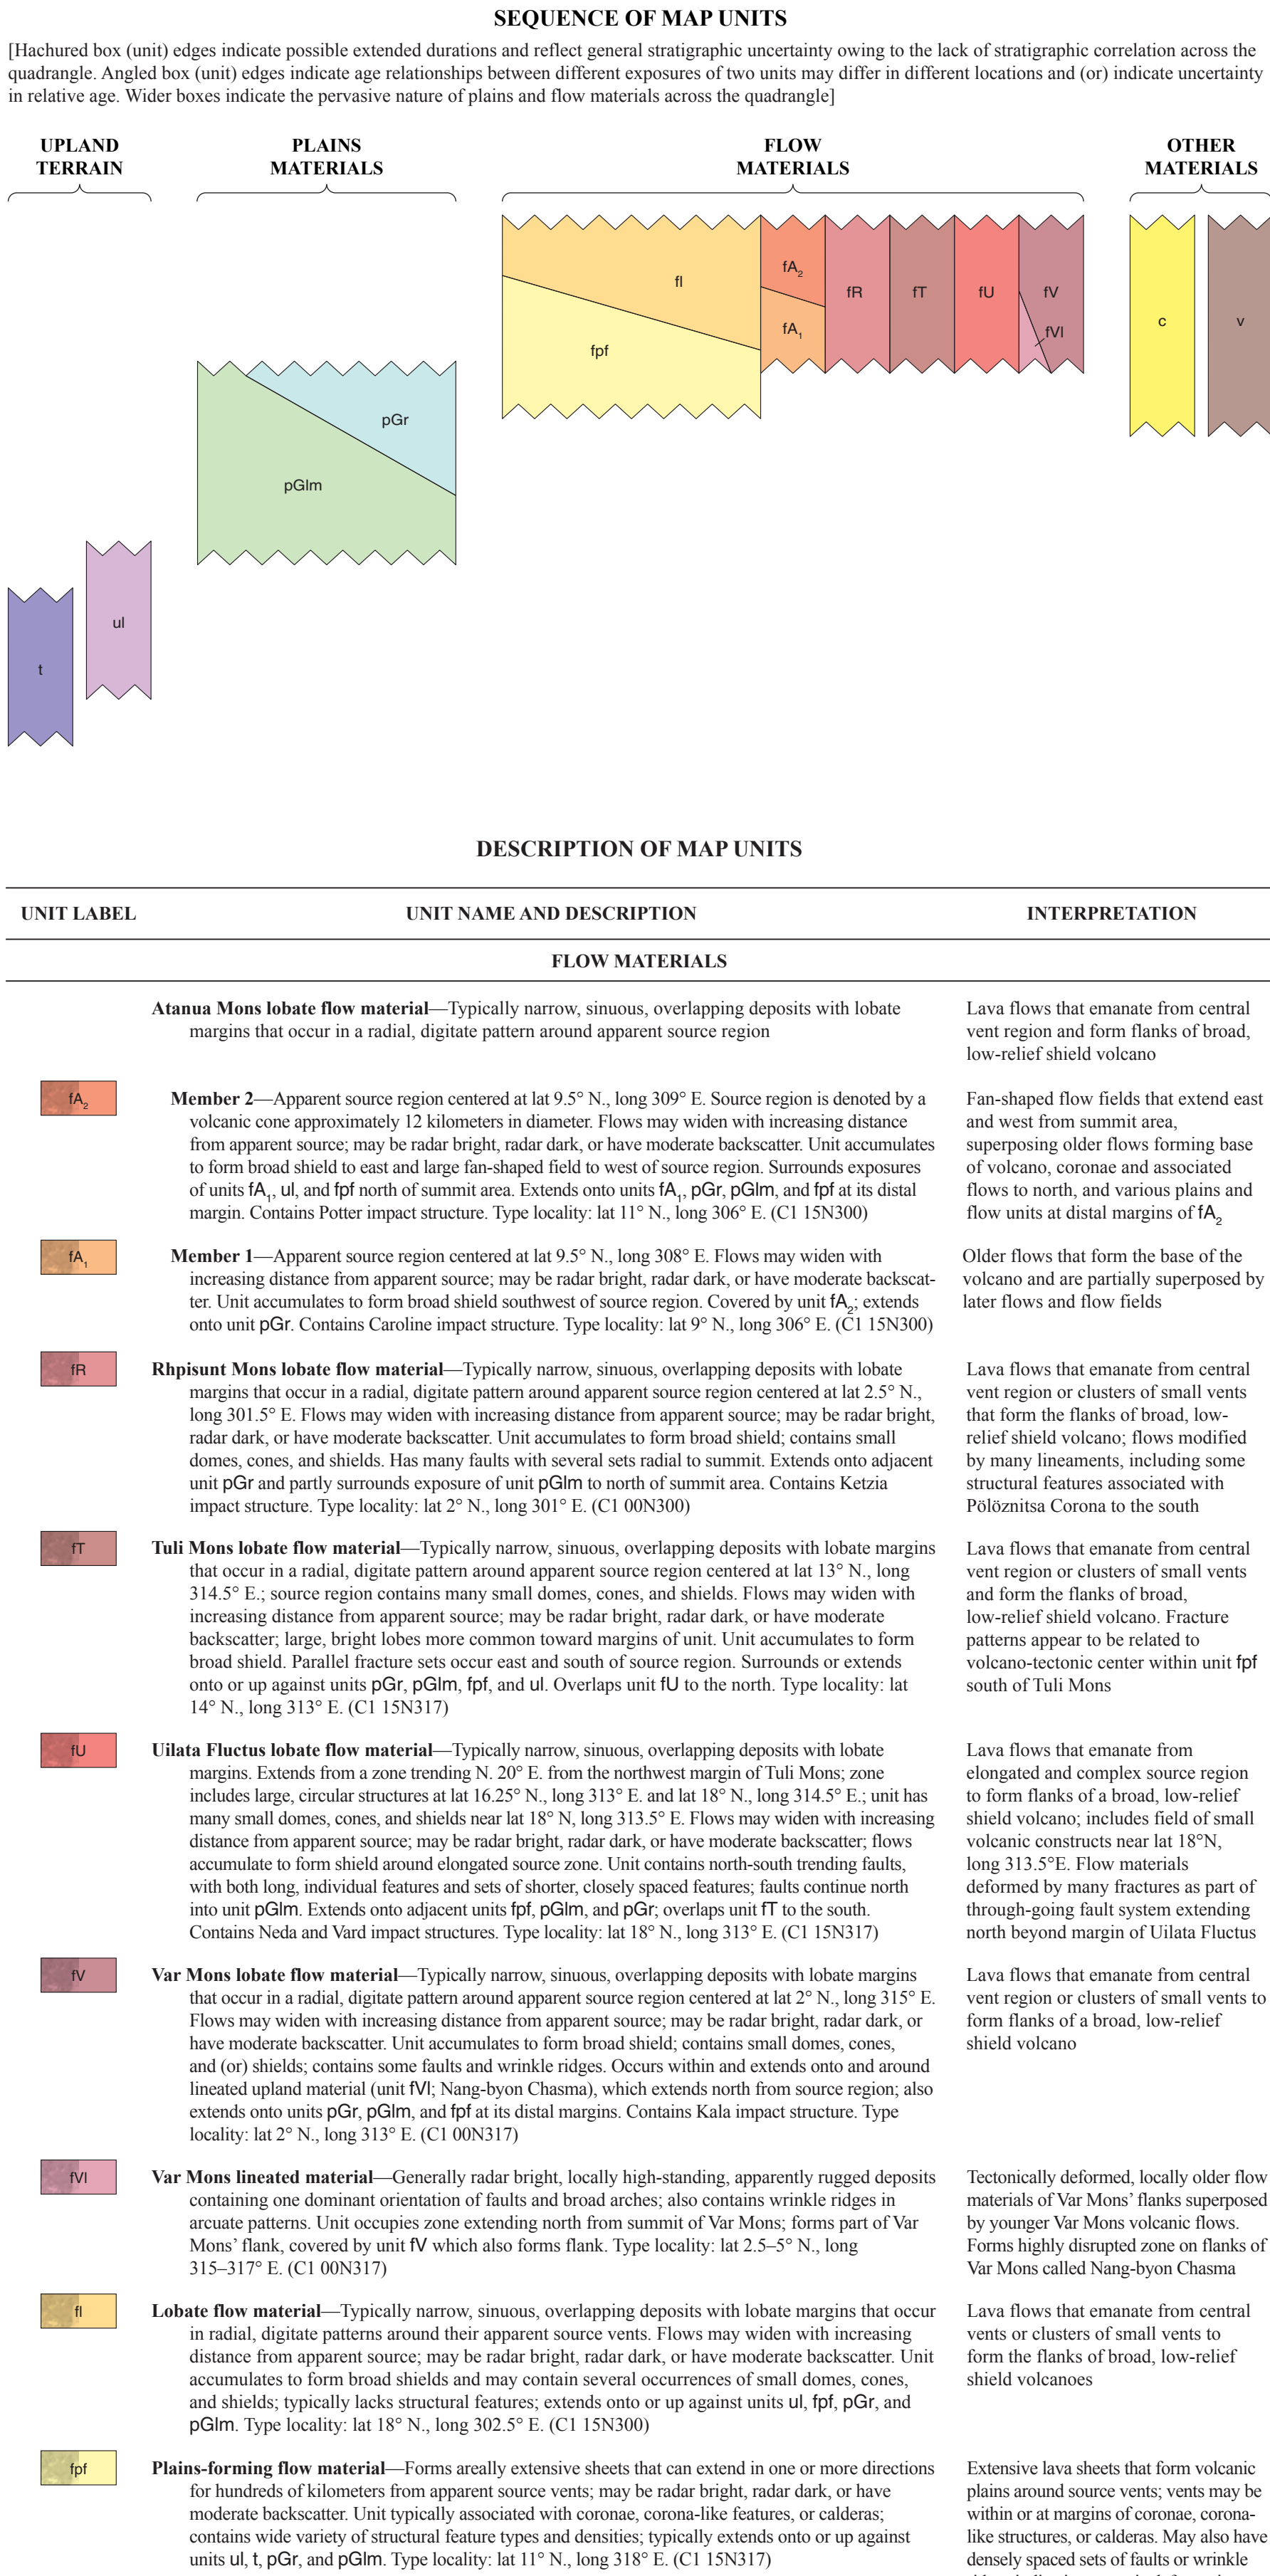 SEQUENCE OF MAP UNITS
[Hachured box (unit) edges indicate possible extended durations and reflect general stratigraphic uncertainty owing to the lack of stratigraphic correlation across the
quadrangle. Angled box (unit) edges indicate age relationships between different exposures of two units may differ in different locations and (or) indicate uncertainty
in relative age. Wider boxes indicate the pervasive nature of plains and flow materials across the quadrangle]
UPLAND
TERRAIN
PLAINS
MATERIALS
FLOW
MATERIALS
OTHER
MATERIALS
fl
fpf
fA2
fA1
fR
fT
fU
fV
fVl
c
v
pGr
pGlm
ul
t
DESCRIPTION OF MAP UNITS
UNIT LABEL
UNIT NAME AND DESCRIPTION
INTERPRETATION
FLOW MATERIALS
Atanua Mons lobate flow material—Typically narrow, sinuous, overlapping deposits with lobate
margins that occur in a radial, digitate pattern around apparent source region
Lava flows that emanate from central
vent region and form flanks of broad,
low-relief shield volcano
fA2
Member 2—Apparent source region centered at lat 9.5° N., long 309° E. Source region is denoted by a
volcanic cone approximately 12 kilometers in diameter. Flows may widen with increasing distance
from apparent source; may be radar bright, radar dark, or have moderate backscatter. Unit accumulates
to form broad shield to east and large fan-shaped field to west of source region. Surrounds exposures
of units fA1, ul, and fpf north of summit area. Extends onto units fA1, pGr, pGlm, and fpf at its distal
margin. Contains Potter impact structure. Type locality: lat 11° N., long 306° E. (C1 15N300)
Fan-shaped flow fields that extend east
and west from summit area,
superposing older flows forming base
of volcano, coronae and associated
flows to north, and various plains and
flow units at distal margins of fA2
fA1
Member 1—Apparent source region centered at lat 9.5° N., long 308° E. Flows may widen with
increasing distance from apparent source; may be radar bright, radar dark, or have moderate backscat-
ter. Unit accumulates to form broad shield southwest of source region. Covered by unit fA2; extends
onto unit pGr. Contains Caroline impact structure. Type locality: lat 9° N., long 306° E. (C1 15N300)
Older flows that form the base of the
volcano and are partially superposed by
later flows and flow fields
fR
Rhpisunt Mons lobate flow material—Typically narrow, sinuous, overlapping deposits with lobate
margins that occur in a radial, digitate pattern around apparent source region centered at lat 2.5° N.,
long 301.5° E. Flows may widen with increasing distance from apparent source; may be radar bright,
radar dark, or have moderate backscatter. Unit accumulates to form broad shield; contains small
domes, cones, and shields. Has many faults with several sets radial to summit. Extends onto adjacent
unit pGr and partly surrounds exposure of unit pGlm to north of summit area. Contains Ketzia
impact structure. Type locality: lat 2° N., long 301° E. (C1 00N300)
Lava flows that emanate from central
vent region or clusters of small vents
that form the flanks of broad, low-
relief shield volcano; flows modified
by many lineaments, including some
structural features associated with
Pölöznitsa Corona to the south
fT
Tuli Mons lobate flow material—Typically narrow, sinuous, overlapping deposits with lobate margins
that occur in a radial, digitate pattern around apparent source region centered at lat 13° N., long
314.5° E.; source region contains many small domes, cones, and shields. Flows may widen with
increasing distance from apparent source; may be radar bright, radar dark, or have moderate
backscatter; large, bright lobes more common toward margins of unit. Unit accumulates to form
broad shield. Parallel fracture sets occur east and south of source region. Surrounds or extends
onto or up against units pGr, pGlm, fpf, and ul. Overlaps unit fU to the north. Type locality: lat
14° N., long 313° E. (C1 15N317)
Lava flows that emanate from central
vent region or clusters of small vents
and form the flanks of broad,
low-relief shield volcano. Fracture
patterns appear to be related to
volcano-tectonic center within unit fpf
south of Tuli Mons
fU
Uilata Fluctus lobate flow material—Typically narrow, sinuous, overlapping deposits with lobate
margins. Extends from a zone trending N. 20° E. from the northwest margin of Tuli Mons; zone
includes large, circular structures at lat 16.25° N., long 313° E. and lat 18° N., long 314.5° E.; unit has
many small domes, cones, and shields near lat 18° N, long 313.5° E. Flows may widen with increasing
distance from apparent source; may be radar bright, radar dark, or have moderate backscatter; flows
accumulate to form shield around elongated source zone. Unit contains north-south trending faults,
with both long, individual features and sets of shorter, closely spaced features; faults continue north
into unit pGlm. Extends onto adjacent units fpf, pGlm, and pGr; overlaps unit fT to the south.
Contains Neda and Vard impact structures. Type locality: lat 18° N., long 313° E. (C1 15N317)
Lava flows that emanate from
elongated and complex source region
to form flanks of a broad, low-relief
shield volcano; includes field of small
volcanic constructs near lat 18°N,
long 313.5°E. Flow materials
deformed by many fractures as part of
through-going fault system extending
north beyond margin of Uilata Fluctus
fV
Var Mons lobate flow material—Typically narrow, sinuous, overlapping deposits with lobate margins
that occur in a radial, digitate pattern around apparent source region centered at lat 2° N., long 315° E.
Flows may widen with increasing distance from apparent source; may be radar bright, radar dark, or
have moderate backscatter. Unit accumulates to form broad shield; contains small domes, cones,
and (or) shields; contains some faults and wrinkle ridges. Occurs within and extends onto and around
lineated upland material (unit fVl; Nang-byon Chasma), which extends north from source region; also
extends onto units pGr, pGlm, and fpf at its distal margins. Contains Kala impact structure. Type
locality: lat 2° N., long 313° E. (C1 00N317)
Lava flows that emanate from central
vent region or clusters of small vents to
form flanks of a broad, low-relief
shield volcano
fVl
Var Mons lineated material—Generally radar bright, locally high-standing, apparently rugged deposits
containing one dominant orientation of faults and broad arches; also contains wrinkle ridges in
arcuate patterns. Unit occupies zone extending north from summit of Var Mons; forms part of Var
Mons’ flank, covered by unit fV which also forms flank. Type locality: lat 2.5–5° N., long
315–317° E. (C1 00N317)
Tectonically deformed, locally older flow
materials of Var Mons’ flanks superposed
by younger Var Mons volcanic flows.
Forms highly disrupted zone on flanks of
Var Mons called Nang-byon Chasma
fl
Lobate flow material—Typically narrow, sinuous, overlapping deposits with lobate margins that occur
in radial, digitate patterns around their apparent source vents. Flows may widen with increasing
distance from apparent source; may be radar bright, radar dark, or have moderate backscatter. Unit
accumulates to form broad shields and may contain several occurrences of small domes, cones,
and shields; typically lacks structural features; extends onto or up against units ul, fpf, pGr, and
pGlm. Type locality: lat 18° N., long 302.5° E. (C1 15N300)
Lava flows that emanate from central
vents or clusters of small vents to
form the flanks of broad, low-relief
shield volcanoes
fpf
Plains-forming flow material—Forms areally extensive sheets that can extend in one or more directions
for hundreds of kilometers from apparent source vents; may be radar bright, radar dark, or have
moderate backscatter. Unit typically associated with coronae, corona-like features, or calderas;
contains wide variety of structural feature types and densities; typically extends onto or up against
units ul, t, pGr, and pGlm. Type locality: lat 11° N., long 318° E. (C1 15N317)
Extensive lava sheets that form volcanic
plains around source vents; vents may be
within or at margins of coronae, corona-
like structures, or calderas. May also have
densely spaced sets of faults or wrinkle